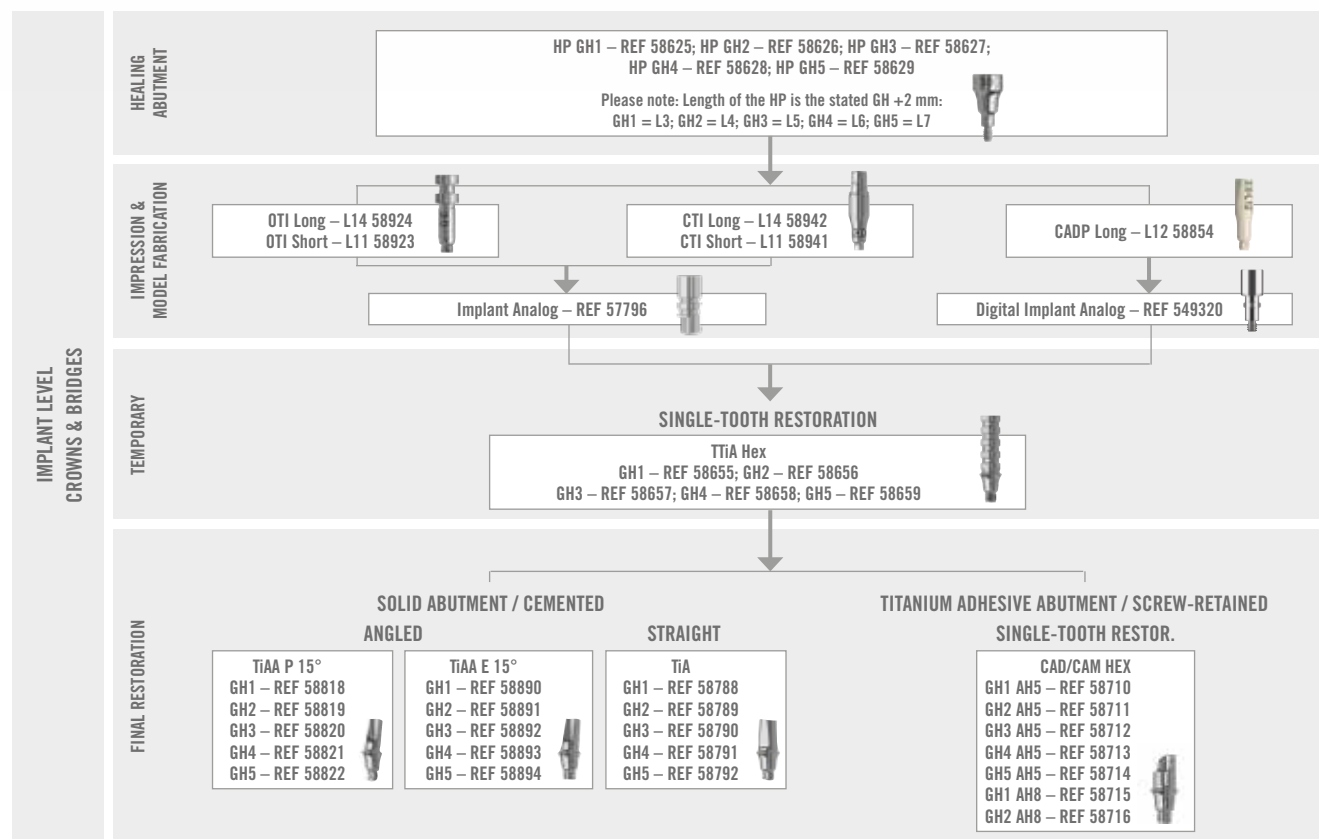 IMPLANT LEVEL
CROWNS & BRIDGES
HEALING
ABUTMENT
HP GH1 – REF 58625; HP GH2 – REF 58626; HP GH3 – REF 58627;
HP GH4 – REF 58628; HP GH5 – REF 58629
Please note: Length of the HP is the stated GH +2 mm:
GH1 = L3; GH2 = L4; GH3 = L5; GH4 = L6; GH5 = L7
IMPRESSION &
MODEL FABRICATION
OTI Long – L14 58924
OTI Short – L11 58923
CTI Long – L14 58942
CTI Short – L11 58941
CADP Long – L12 58854
Implant Analog – REF 57796
Digital Implant Analog – REF 549320
TEMPORARY
SINGLE-TOOTH RESTORATION
TTiA Hex
GH1 – REF 58655; GH2 – REF 58656
GH3 – REF 58657; GH4 – REF 58658; GH5 – REF 58659
FINAL RESTORATION
SOLID ABUTMENT / CEMENTED
ANGLED
TiAA P 15°
GH1 – REF 58818
GH2 – REF 58819
GH3 – REF 58820
GH4 – REF 58821
GH5 – REF 58822
TiAA E 15°
GH1 – REF 58890
GH2 – REF 58891
GH3 – REF 58892
GH4 – REF 58893
GH5 – REF 58894
STRAIGHT
TiA
GH1 – REF 58788
GH2 – REF 58789
GH3 – REF 58790
GH4 – REF 58791
GH5 – REF 58792
TITANIUM ADHESIVE ABUTMENT / SCREW-RETAINED
SINGLE-TOOTH RESTOR.
CAD/CAM HEX
GH1 AH5 – REF 58710
GH2 AH5 – REF 58711
GH3 AH5 – REF 58712
GH4 AH5 – REF 58713
GH5 AH5 – REF 58714
GH1 AH8 – REF 58715
GH2 AH8 – REF 58716